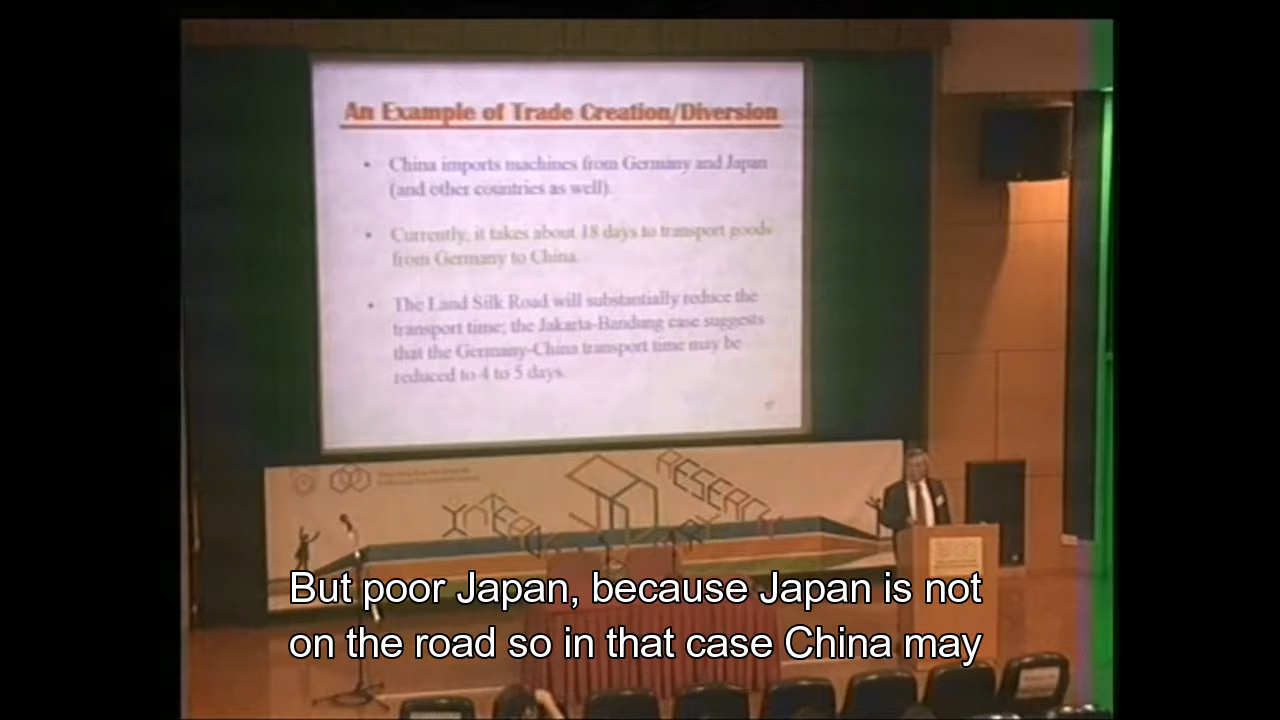 An Example of Trade Creation/Diversion
• China imports machines from Germany and Japan
(and other countries as well).
• Currently, it takes about 18 days to transport goods
from Germany to China.
• The Land Silk Road will substantially reduce the
transport time; the Jakarta-Bandung case suggests
that the Germany-China transport time may be
reduced to 4 to 5 days.
But poor Japan, because Japan is not
on the road so in that case China may